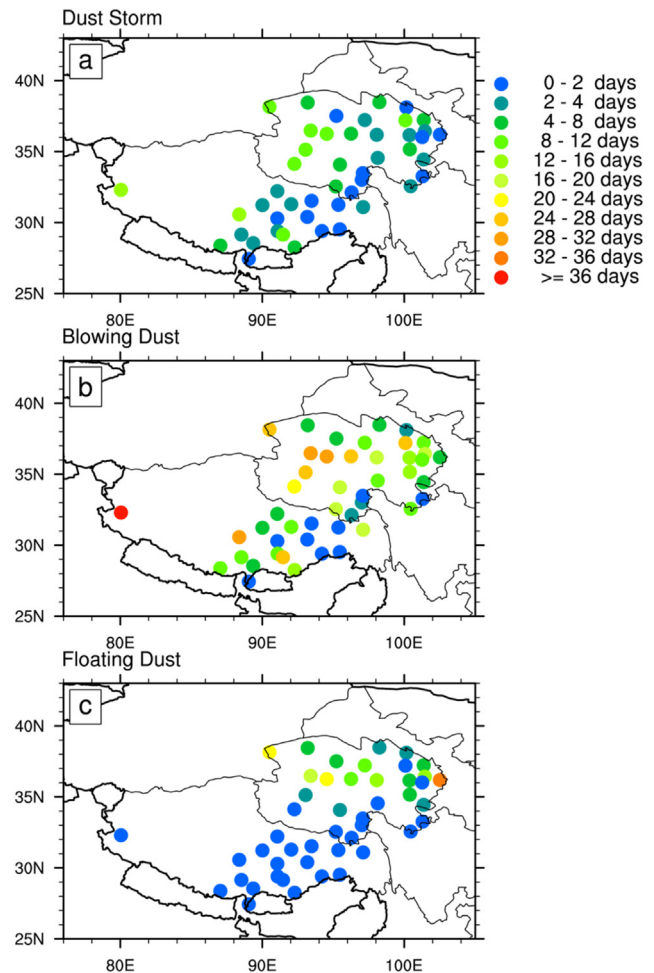 Dust Storm
a
40N
35N
30N
25N
80E 90E 100E
0 - 2 days
2 - 4 days
4 - 8 days
8 - 12 days
12 - 16 days
16 - 20 days
20 - 24 days
24 - 28 days
28 - 32 days
32 - 36 days
>= 36 days
Blowing Dust
b
40N
35N
30N
25N
80E 90E 100E
Floating Dust
c
40N
35N
30N
25N
80E 90E 100E